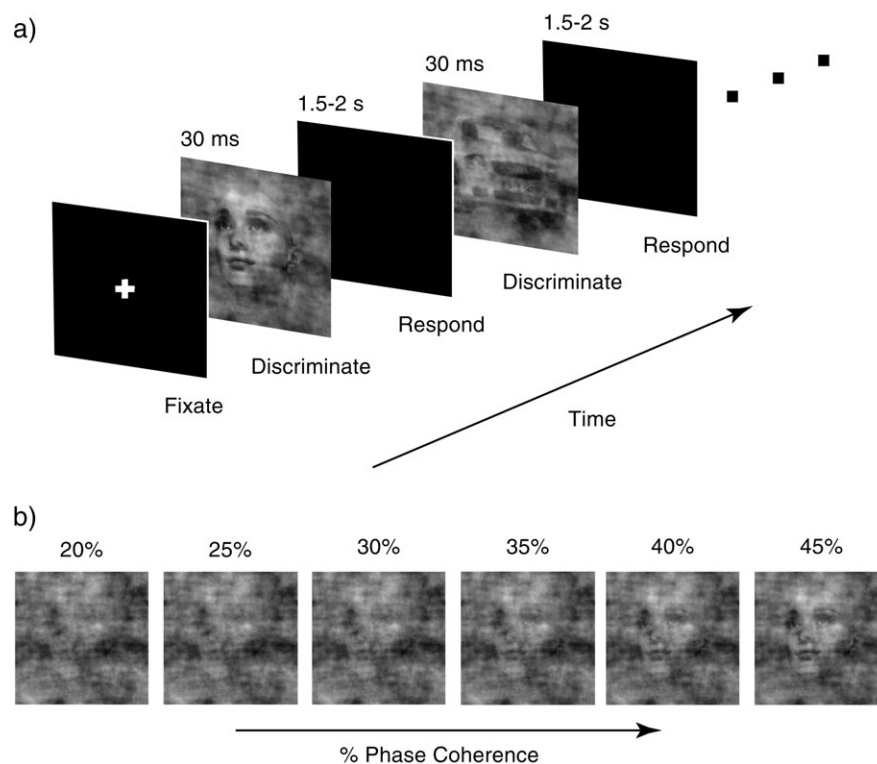 a)
1.5-2 s
30 ms
1.5-2 s
30 ms
Respond
Discriminate
Respond
Discriminate
Fixate
Time
b)
20% 25% 30% 35% 40% 45%
% Phase Coherence